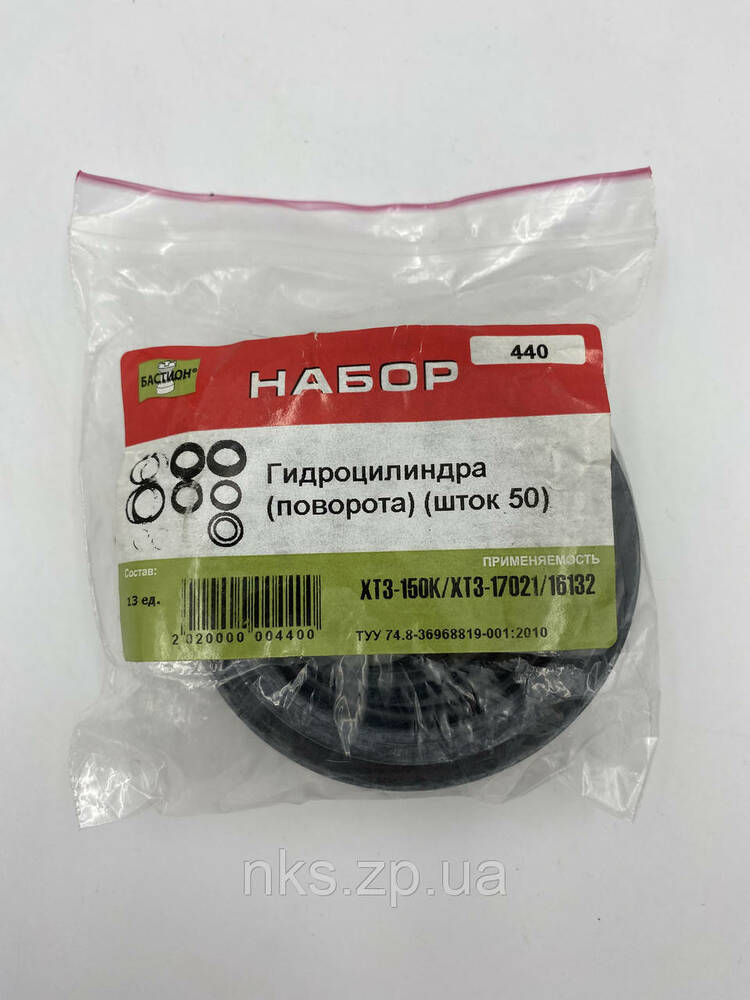 БАСТИОН®
НАБОР
440
Гидроцилиндра
(поворота) (шток 50)
Состав:
13 ед.
2 020000 004400
ПРИМЕНЯЕМОСТЬ
ХТЗ-150К/ХТЗ-17021/16132
ТУУ 74.8-36968819-001:2010
nks.zp.ua